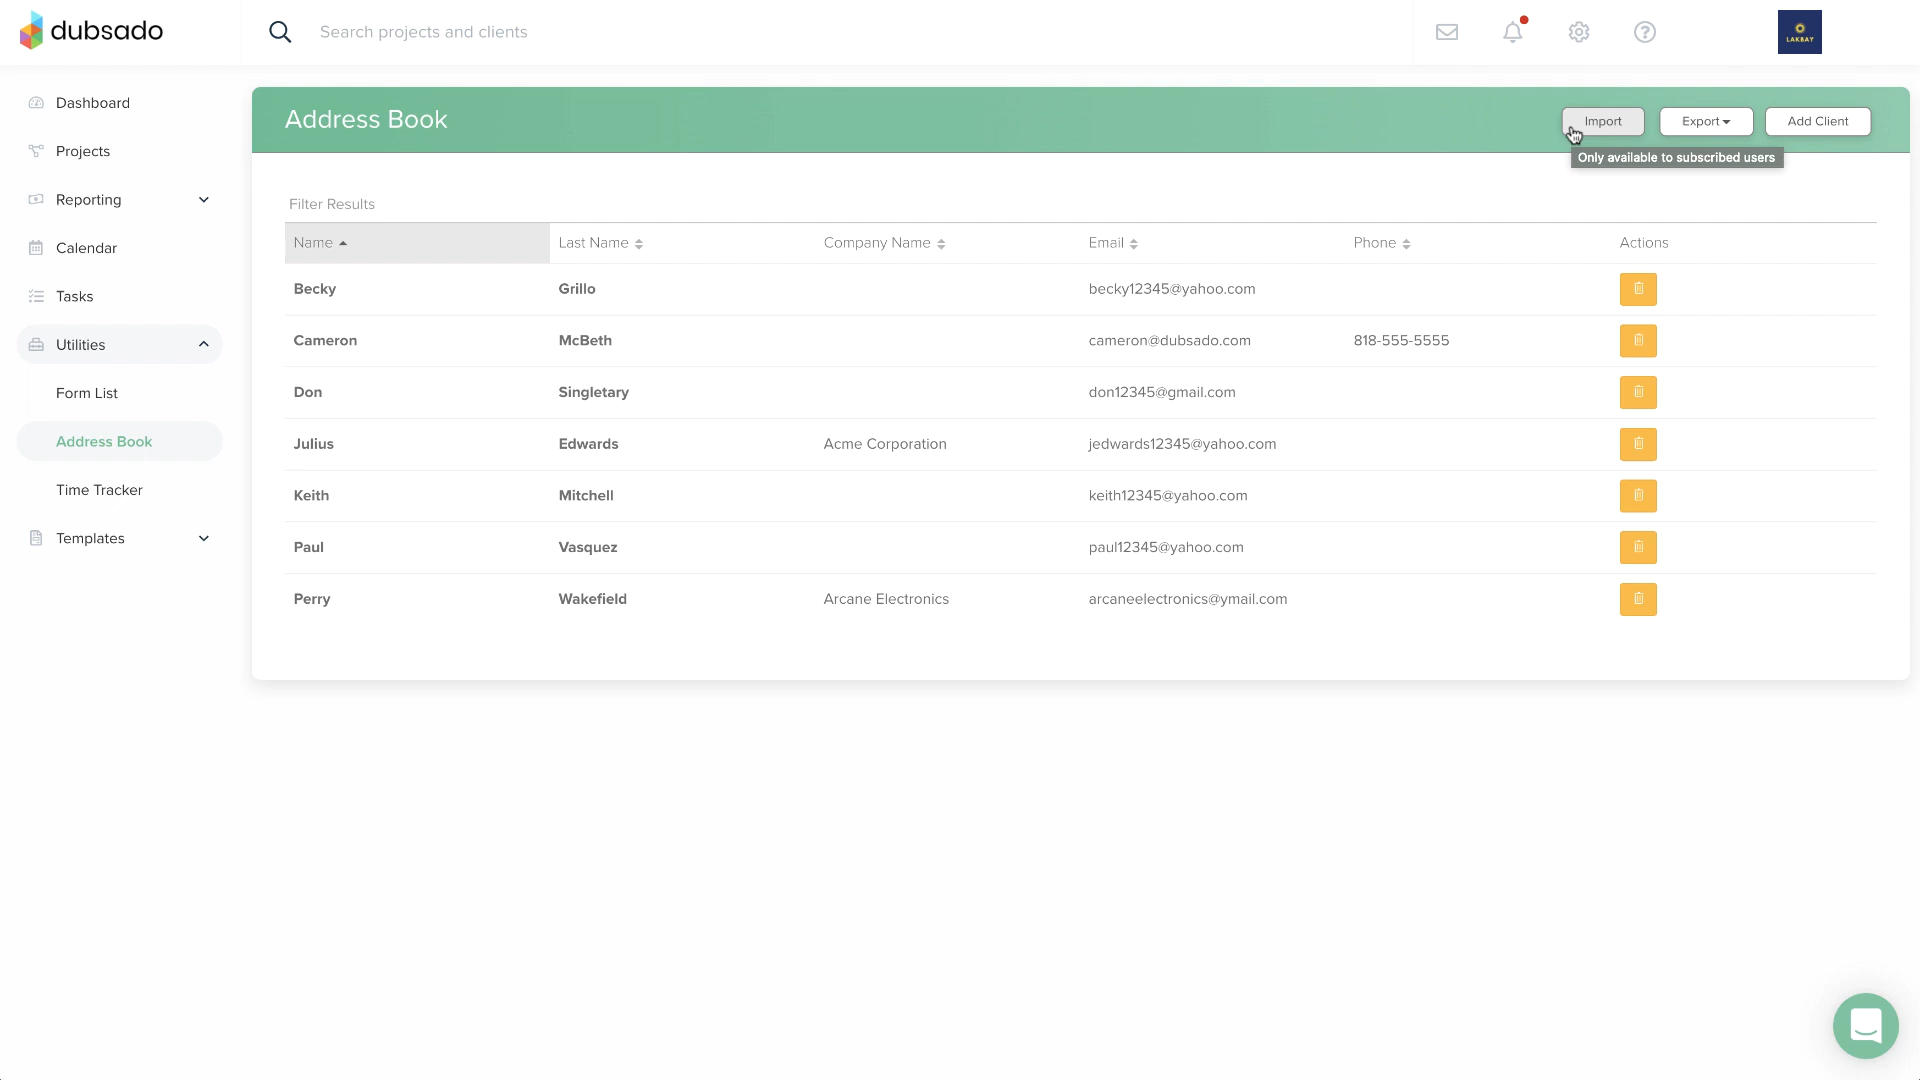 dubsado
Search projects and clients
LAKBAY
Dashboard
Projects
Reporting
Calendar
Tasks
Utilities
Form List
Address Book
Time Tracker
Templates
Address Book
Import Export Add Client
Only available to subscribed users
Filter Results
Name Last Name Company Name Email Phone Actions
Becky Grillo becky12345@yahoo.com
Cameron McBeth cameron@dubsado.com 818-555-5555
Don Singletary don12345@gmail.com
Julius Edwards Acme Corporation jedwards12345@yahoo.com
Keith Mitchell keith12345@yahoo.com
Paul Vasquez paul12345@yahoo.com
Perry Wakefield Arcane Electronics arcaneelectronics@ymail.com